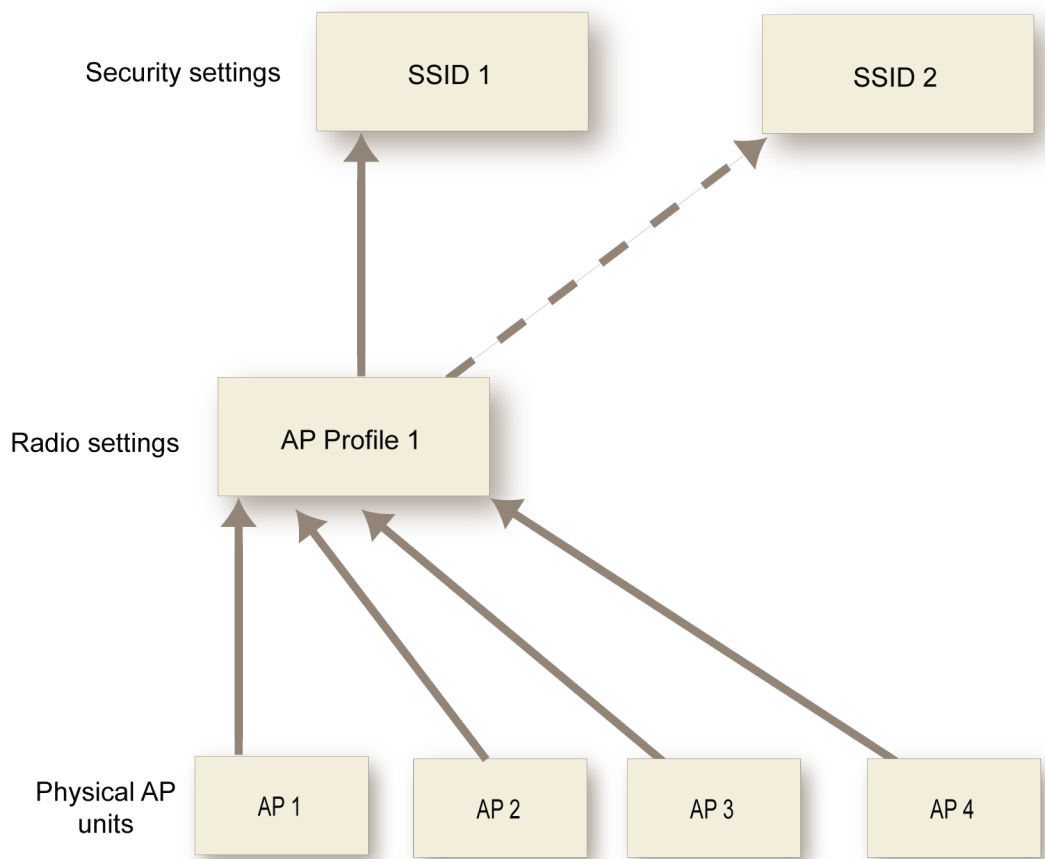 Security settings
SSID 1
SSID 2
Radio settings
AP Profile 1
Physical AP
units
AP 1
AP 2
AP 3
AP 4